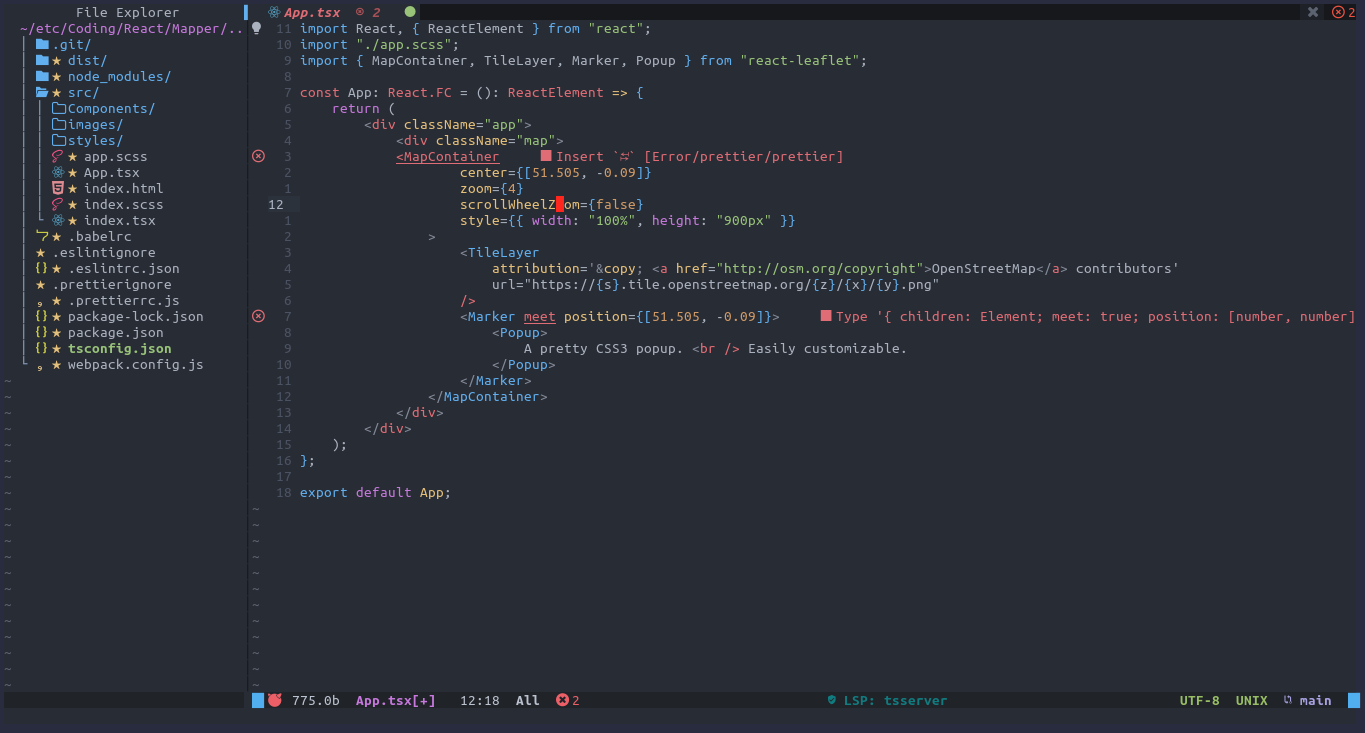 File Explorer
~/etc/Coding/React/Mapper/..
.git/
dist/
node_modules/
src/
Components/
images/
styles/
app.scss
App.tsx
index.html
index.scss
index.tsx
.babelrc
.eslintignore
.eslintrc.json
.prettierignore
.prettierrc.js
package-lock.json
package.json
tsconfig.json
webpack.config.js
App.tsx 2
2
11 import React, { ReactElement } from "react";
10 import "./app.scss";
9 import { MapContainer, TileLayer, Marker, Popup } from "react-leaflet";
8
7 const App: React.FC = (): ReactElement => {
6 return (
5 <div className="app">
4 <div className="map">
3 <MapContainer Insert `↹` [Error/prettier/prettier]
2 center={[51.505, -0.09]}
1 zoom={4}
12 scrollWheelZoom={false}
1 style={{ width: "100%", height: "900px" }}
2 >
3 <TileLayer
4 attribution='&copy; <a href="http://osm.org/copyright">OpenStreetMap</a> contributors'
5 url="https://{s}.tile.openstreetmap.org/{z}/{x}/{y}.png"
6 />
7 <Marker meet position={[51.505, -0.09]}> Type '{ children: Element; meet: true; position: [number, number]
8 <Popup>
9 A pretty CSS3 popup. <br /> Easily customizable.
10 </Popup>
11 </Marker>
12 </MapContainer>
13 </div>
14 </div>
15 );
16 };
17
18 export default App;
775.0b App.tsx[+] 12:18 All 2 LSP: tsserver UTF-8 UNIX main